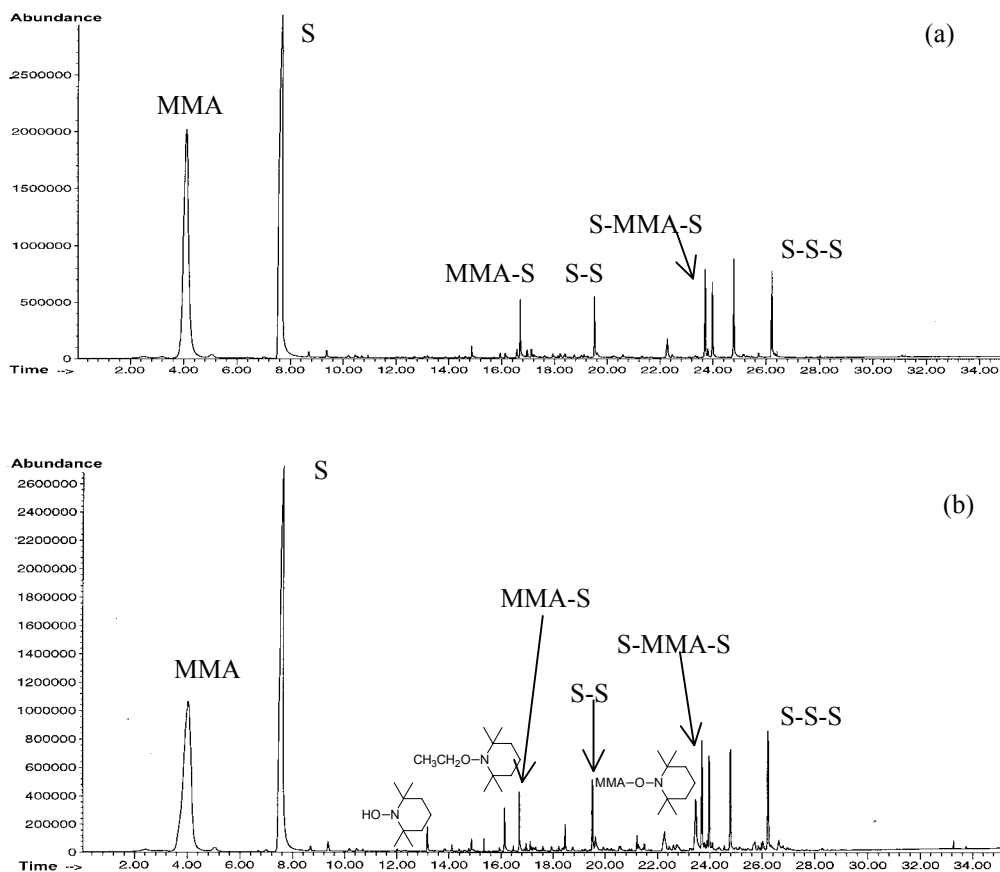 Abundance
S
(a)
2500000
MMA
2000000
1500000
S-MMA-S
1000000
MMA-S
S-S
S-S-S
500000
0
Time --> 2.00 4.00 6.00 8.00 10.00 12.00 14.00 16.00 18.00 20.00 22.00 24.00 26.00 28.00 30.00 32.00 34.00
Abundance
S
(b)
2600000
2400000
2200000
2000000
1800000
MMA-S
1600000
1400000
S-MMA-S
MMA
1200000
S-S
1000000
S-S-S
800000
CH₃CH₂O-N
MMA-O-N
600000
400000
HO-N
200000
0
Time --> 2.00 4.00 6.00 8.00 10.00 12.00 14.00 16.00 18.00 20.00 22.00 24.00 26.00 28.00 30.00 32.00 34.00